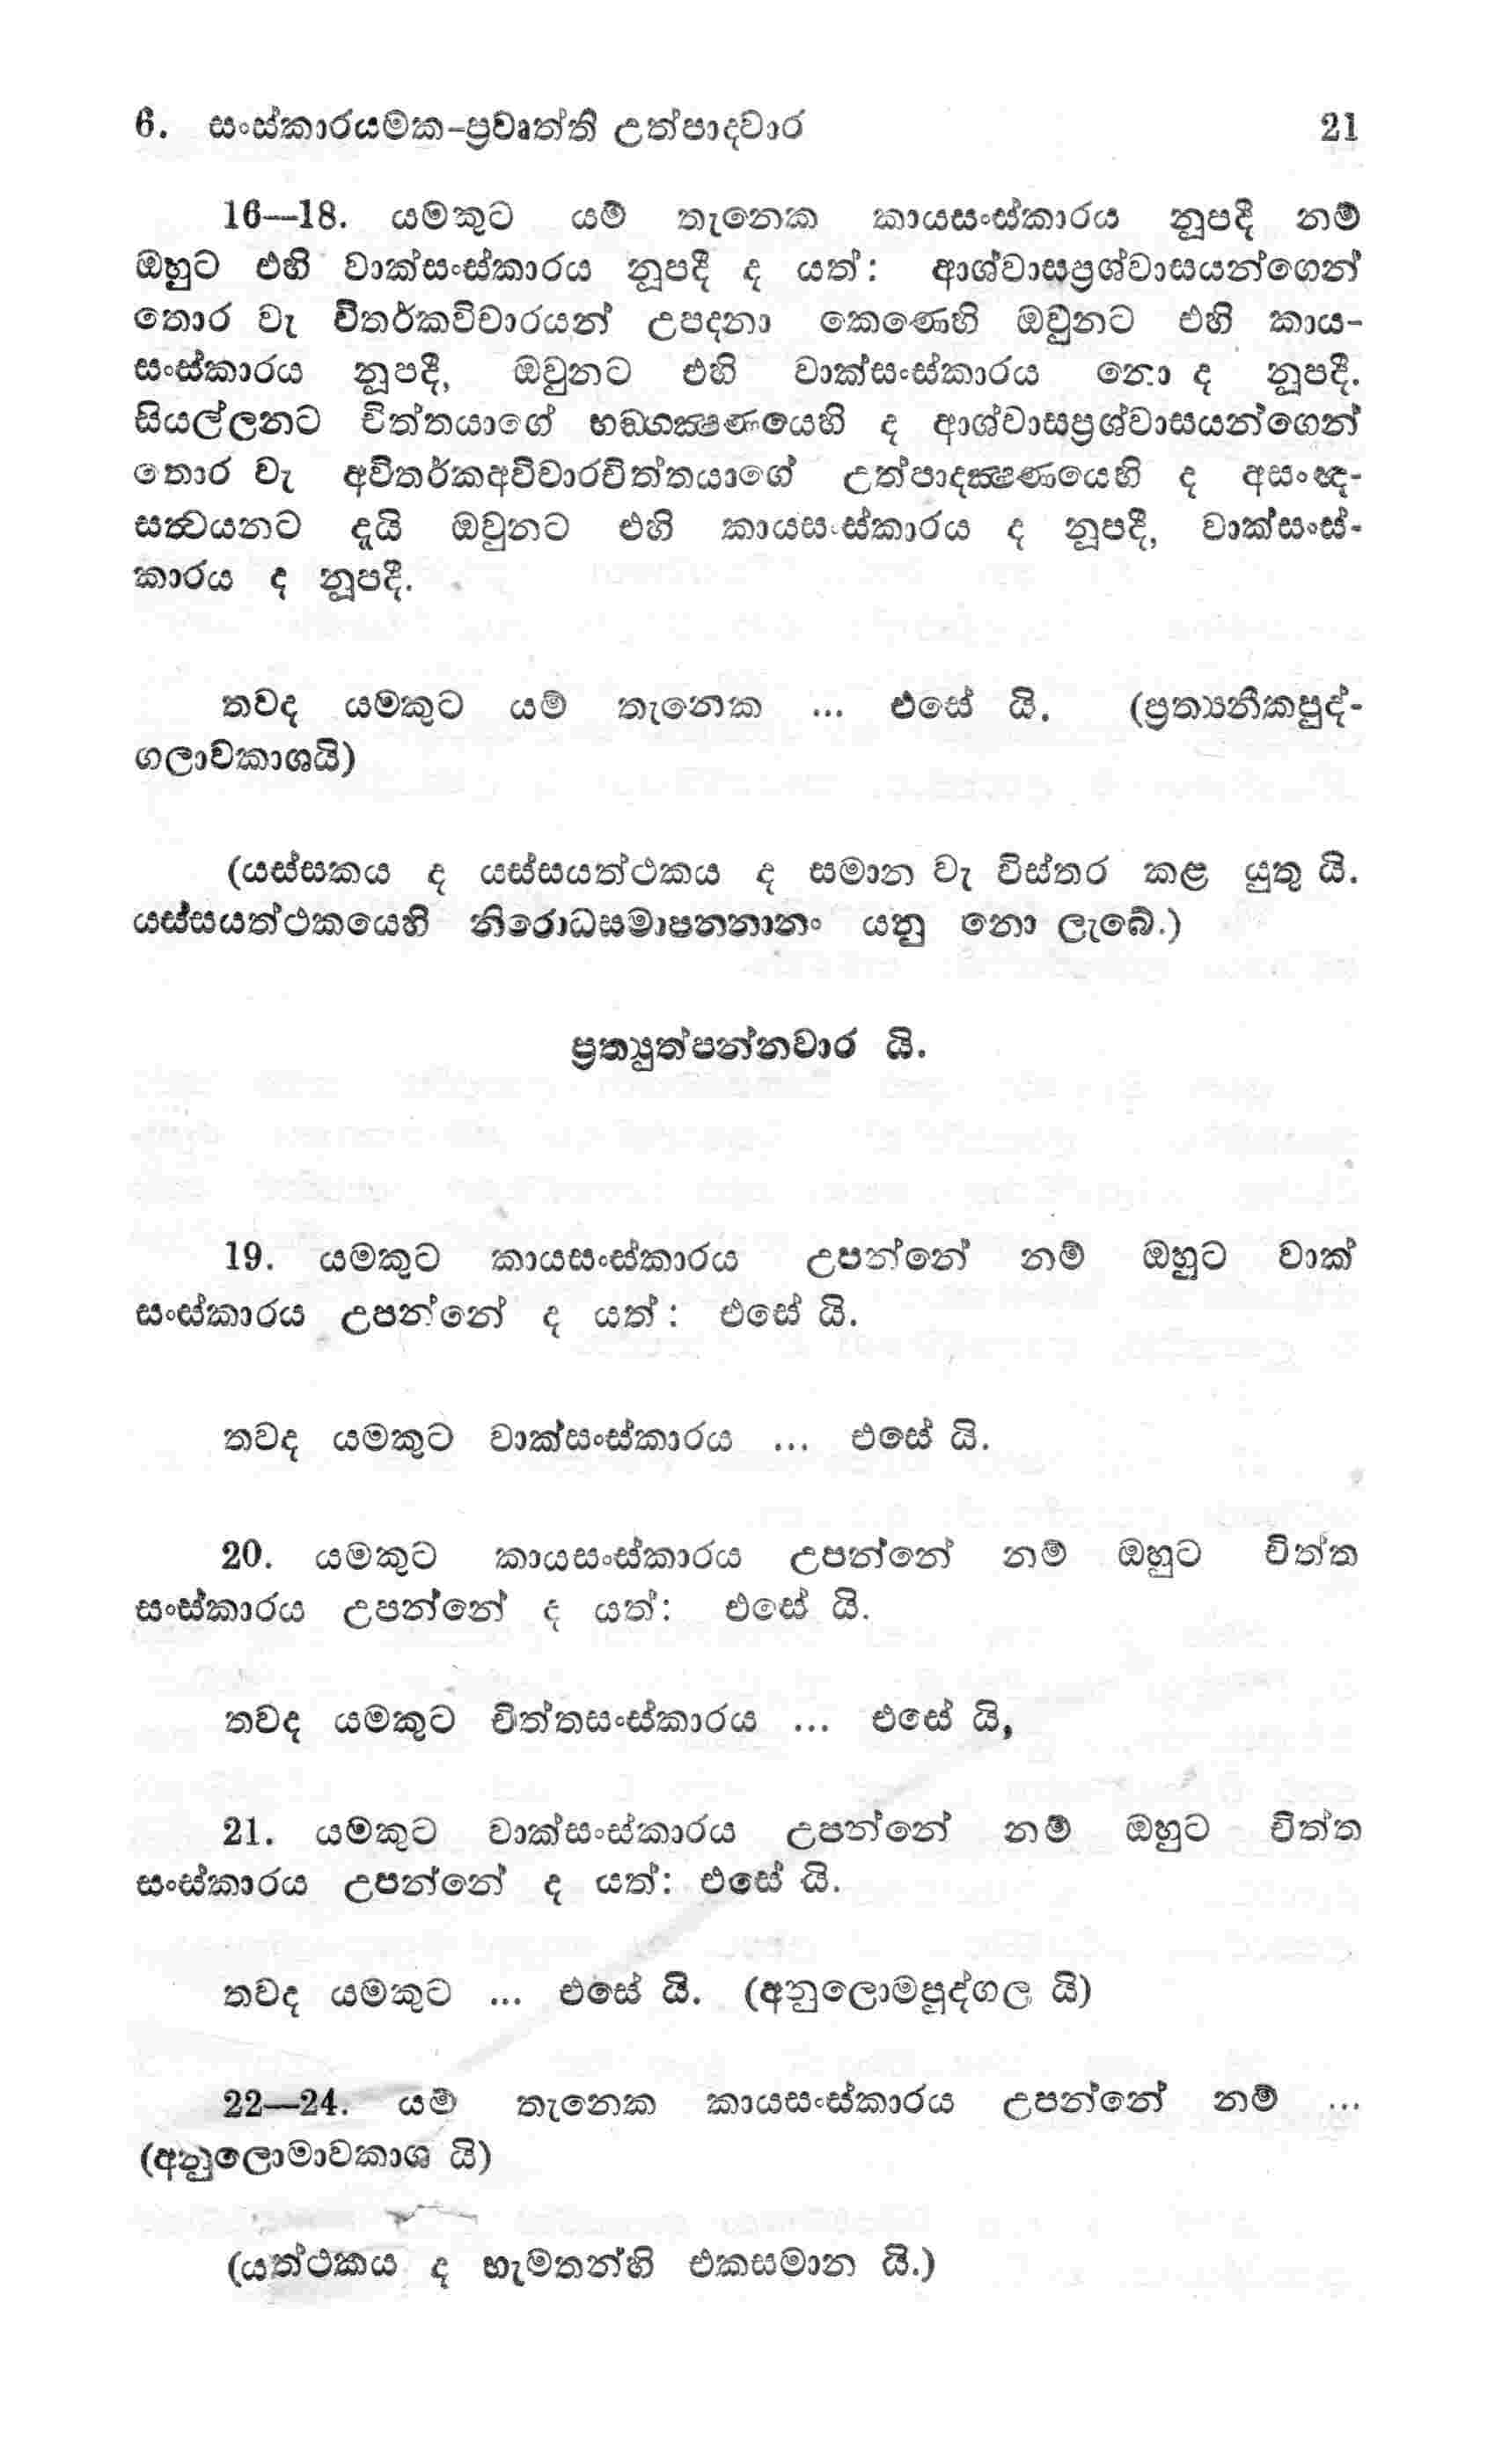 6. සංස්කාරයමක-ප්‍රවෘත්ති උත්පාදවාර 21
16—18. යමකුට යම් තැනෙක කායසංස්කාරය නූපදී නම්
ඔහුට එහි වාක්සංස්කාරය නූපදී ද යත්: ආශ්වාසප්‍රශ්වාසයන්ගෙන්
තොර වැ විතර්කවිචාරයන් උපදනා කෙණෙහි ඔවුනට එහි කාය-
සංස්කාරය නූපදී, ඔවුනට එහි වාක්සංස්කාරය නො ද නූපදී.
සියල්ලනට චිත්තයාගේ භඞ්ගක්‍ෂණයෙහි ද ආශ්වාසප්‍රශ්වාසයන්ගෙන්
තොර වැ අවිතර්කඅවිචාරචිත්තයාගේ උත්පාදක්‍ෂණයෙහි ද අසංඥ-
සත්‍වයනට දැයි ඔවුනට එහි කායසංස්කාරය ද නූපදී, වාක්සංස්-
කාරය ද නූපදී.
තවද යමකුට යම් තැනෙක ... එසේ යි. (ප්‍රත්‍යනීකපුද්-
ගලාවකාශයි)
(යස්සකය ද යස්සයත්ථකය ද සමාන වැ විස්තර කළ යුතු යි.
යස්සයත්ථකයෙහි නිරොධසමාපන්නානං යනු නො ලැබේ.)
ප්‍රත්‍යුත්පන්නවාර යි.
19. යමකුට කායසංස්කාරය උපන්නේ නම් ඔහුට වාක්
සංස්කාරය උපන්නේ ද යත්: එසේ යි.
තවද යමකුට වාක්සංස්කාරය ... එසේ යි.
20. යමකුට කායසංස්කාරය උපන්නේ නම් ඔහුට චිත්ත
සංස්කාරය උපන්නේ ද යත්: එසේ යි.
තවද යමකුට චිත්තසංස්කාරය ... එසේ යි,
21. යමකුට වාක්සංස්කාරය උපන්නේ නම් ඔහුට චිත්ත
සංස්කාරය උපන්නේ ද යත්: එසේ යි.
තවද යමකුට ... එසේ යි. (අනුලොමපුද්ගල යි)
22—24. යම් තැනෙක කායසංස්කාරය උපන්නේ නම් ...
(අනුලොමාවකාශ යි)
(යත්ථකය ද හැමතන්හි එකසමාන යි.)